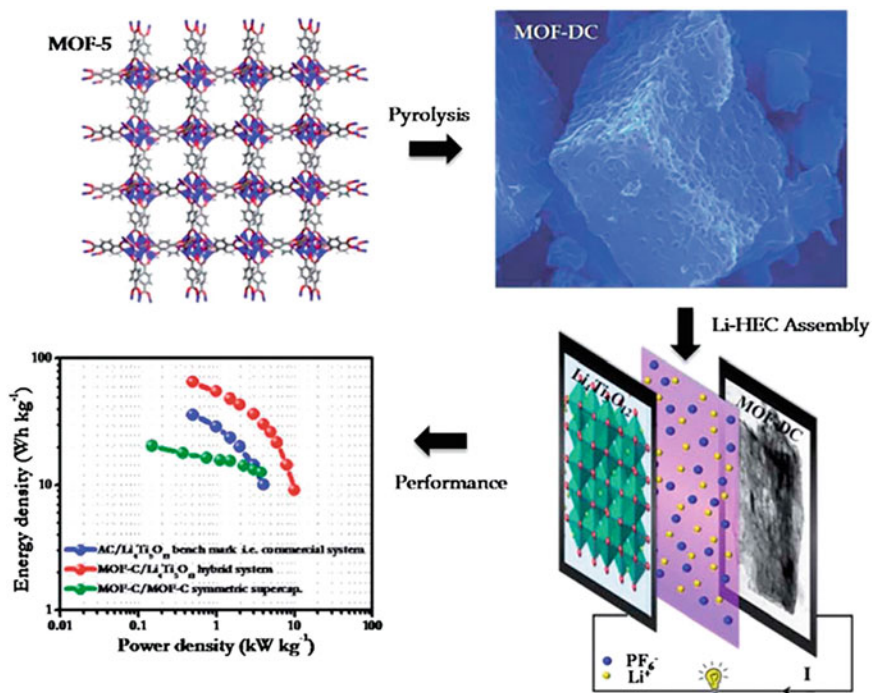 MOF-5
MOF-DC
Pyrolysis
Li-HEC Assembly
Li₄Ti₅O₁₂
MOF-DC
PF₆⁻
Li⁺
I
Performance
Energy density (Wh kg⁻¹)
100
10
1
AC/Li₄Ti₅O₁₂ bench mark i.e. commercial system
MOF-C/Li₄Ti₅O₁₂ hybrid system
MOF-C/MOF-C symmetric supercap.
0.01
0.1
1
10
100
Power density (kW kg⁻¹)